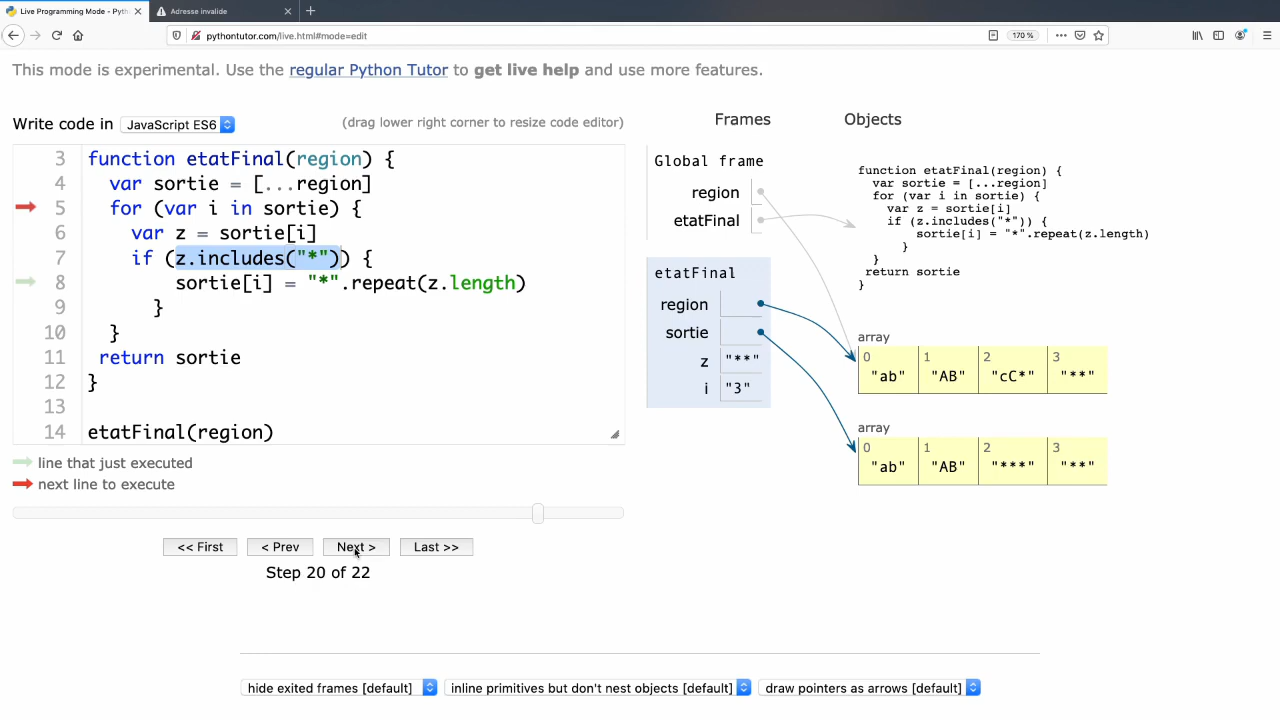 Live Programming Mode - Pyth
Adresse invalide
pythontutor.com/live.html#mode=edit
170 %
This mode is experimental. Use the regular Python Tutor to get live help and use more features.
Write code in JavaScript ES6
(drag lower right corner to resize code editor)
3 function etatFinal(region) {
4 var sortie = [...region]
5 for (var i in sortie) {
6 var z = sortie[i]
7 if (z.includes("*")) {
8 sortie[i] = "*".repeat(z.length)
9 }
10 }
11 return sortie
12 }
13
14 etatFinal(region)
line that just executed
next line to execute
<< First
< Prev
Next >
Last >>
Step 20 of 22
Frames
Objects
Global frame
region
etatFinal
etatFinal
region
sortie
z "**"
i "3"
function etatFinal(region) {
var sortie = [...region]
for (var i in sortie) {
var z = sortie[i]
if (z.includes("*")) {
sortie[i] = "*".repeat(z.length)
}
}
return sortie
}
array
0 1 2 3
"ab" "AB" "cC*" "**"
array
0 1 2 3
"ab" "AB" "***" "**"
hide exited frames [default]
inline primitives but don't nest objects [default]
draw pointers as arrows [default]